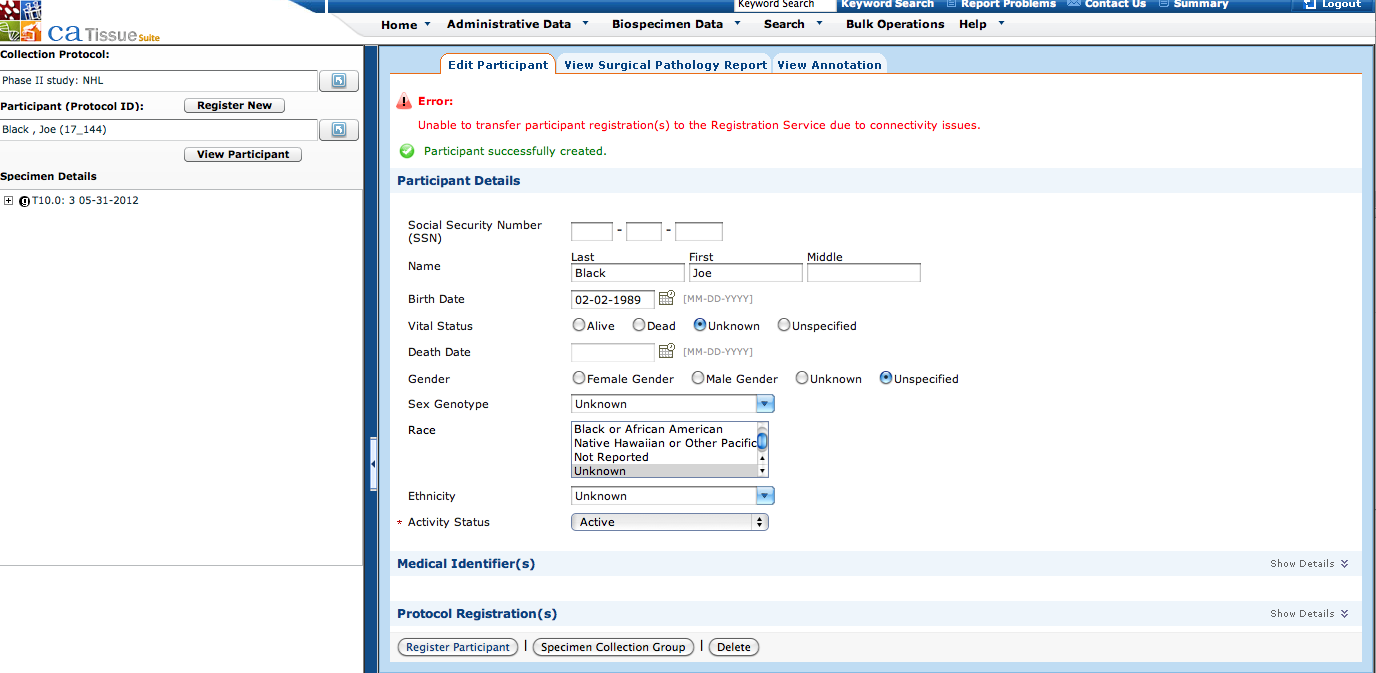 Keyword Search Keyword Search Report Problems Contact Us Summary Logout
Home Administrative Data Biospecimen Data Search Bulk Operations Help
ca Tissue Suite
Collection Protocol:
Phase II study: NHL
Participant (Protocol ID): Register New
Black , Joe (17_144)
View Participant
Specimen Details
T10.0: 3 05-31-2012
Edit Participant View Surgical Pathology Report View Annotation
Error:
Unable to transfer participant registration(s) to the Registration Service due to connectivity issues.
Participant successfully created.
Participant Details
Social Security Number
(SSN) - -
Last First Middle
Name Black Joe
Birth Date 02-02-1989 [MM-DD-YYYY]
Vital Status Alive Dead Unknown Unspecified
Death Date [MM-DD-YYYY]
Gender Female Gender Male Gender Unknown Unspecified
Sex Genotype Unknown
Race Black or African American
Native Hawaiian or Other Pacific
Not Reported
Unknown
Ethnicity Unknown
* Activity Status Active
Medical Identifier(s) Show Details
Protocol Registration(s) Show Details
Register Participant | Specimen Collection Group | Delete